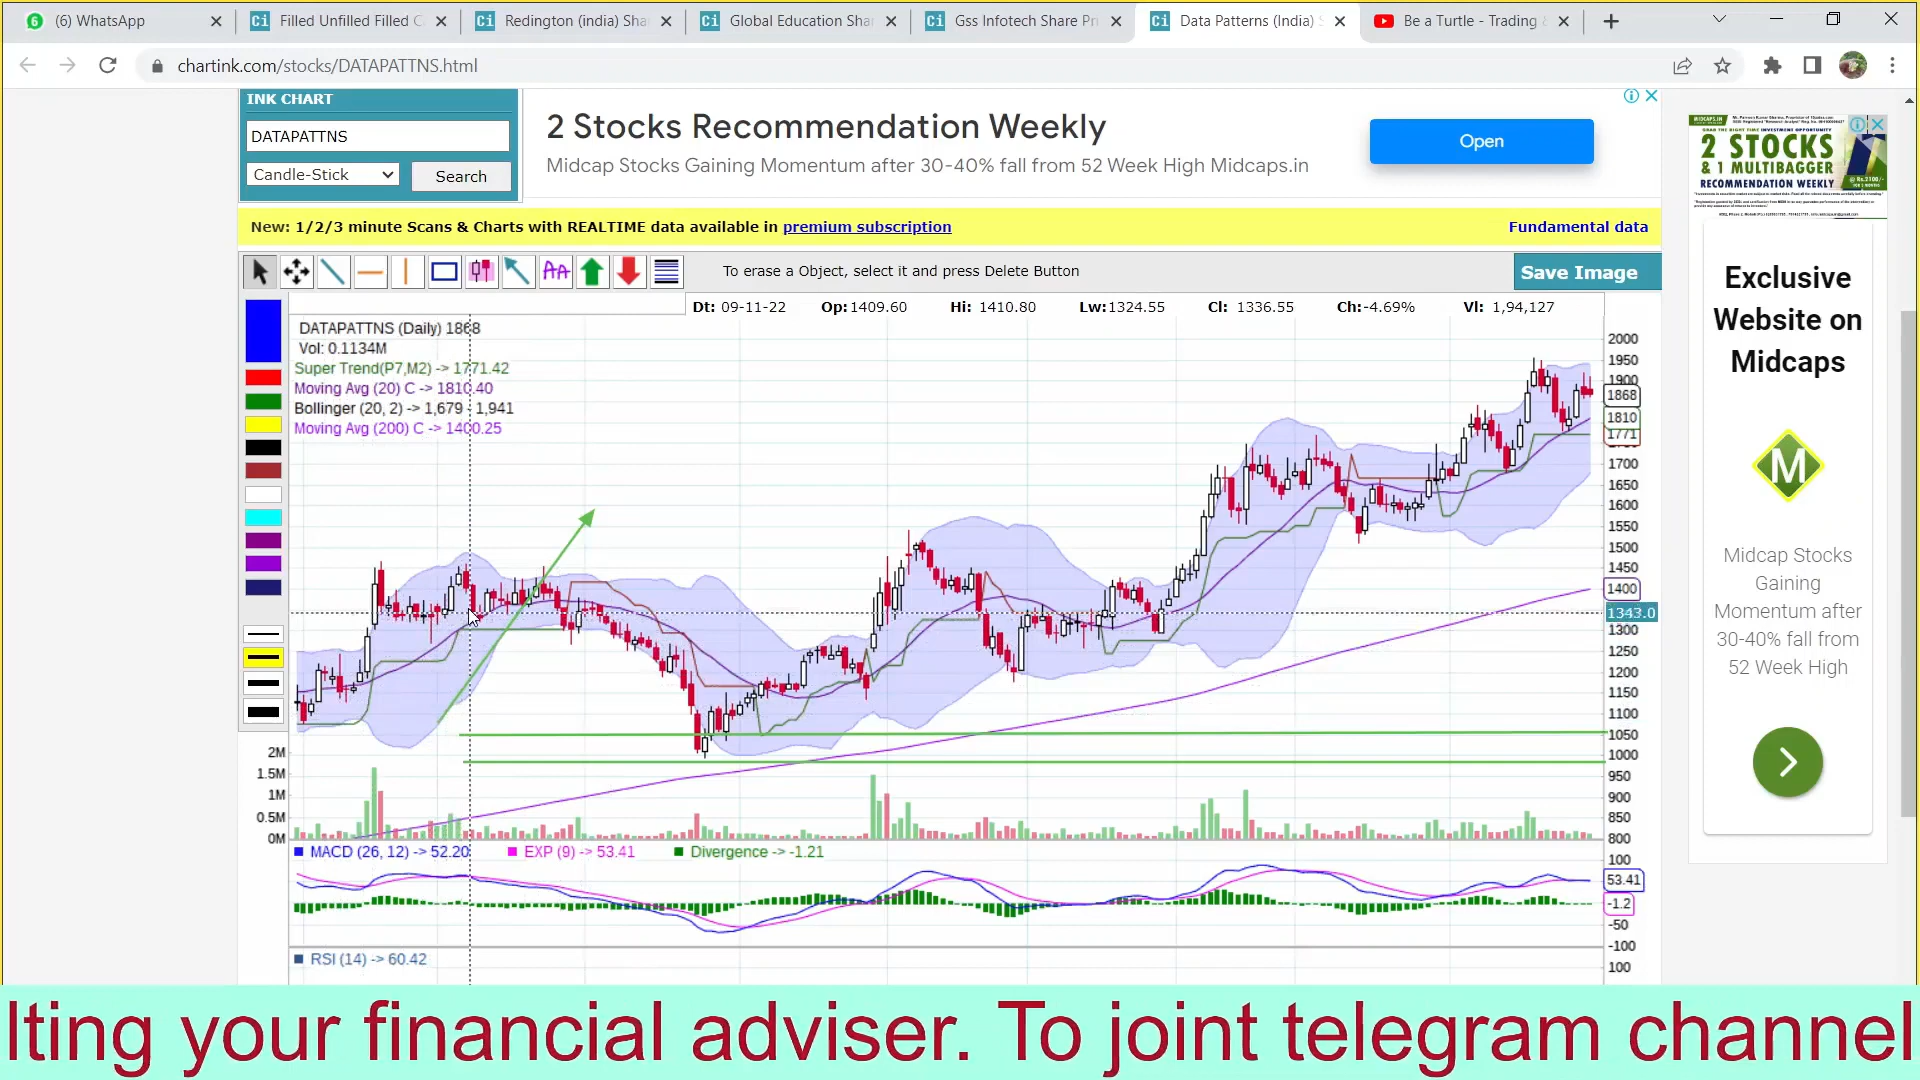 (6) WhatsApp
Filled Unfilled Filled C
Redington (india) Sha
Global Education Sha
Gss Infotech Share Pri
Data Patterns (India) S
Be a Turtle - Trading
chartink.com/stocks/DATAPATTNS.html
INK CHART
DATAPATTNS
Candle-Stick
Search
2 Stocks Recommendation Weekly
Midcap Stocks Gaining Momentum after 30-40% fall from 52 Week High Midcaps.in
Open
New: 1/2/3 minute Scans & Charts with REALTIME data available in premium subscription
Fundamental data
To erase a Object, select it and press Delete Button
Save Image
Dt: 09-11-22 Op:1409.60 Hi: 1410.80 Lw:1324.55 Cl: 1336.55 Ch:-4.69% Vl: 1,94,127
DATAPATTNS (Daily) 1868
Vol: 0.1134M
Super Trend(P7,M2) -> 1771.42
Moving Avg (20) C -> 1810.40
Bollinger (20, 2) -> 1,679 - 1,941
Moving Avg (200) C -> 1400.25
2000
1950
1900
1868
1810
1771
1700
1650
1600
1550
1500
1450
1400
1343.0
1300
1250
1200
1150
1100
1050
1000
950
900
850
800
2M
1.5M
1M
0.5M
0M
MACD (26, 12) -> 52.20
EXP (9) -> 53.41
Divergence -> -1.21
100
53.41
-1.2
-50
-100
RSI (14) -> 60.42
100
MIDCAPS.IN
GRAB THE RIGHT TIME INVESTMENT OPPORTUNITY
2 STOCKS
& 1 MULTIBAGGER
RECOMMENDATION WEEKLY
Exclusive
Website on
Midcaps
M
Midcap Stocks
Gaining
Momentum after
30-40% fall from
52 Week High
lting your financial adviser. To joint telegram channel